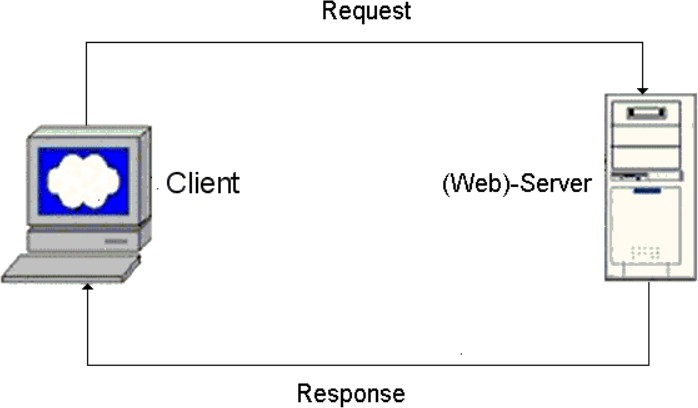 Request
Client
(Web)-Server
Response